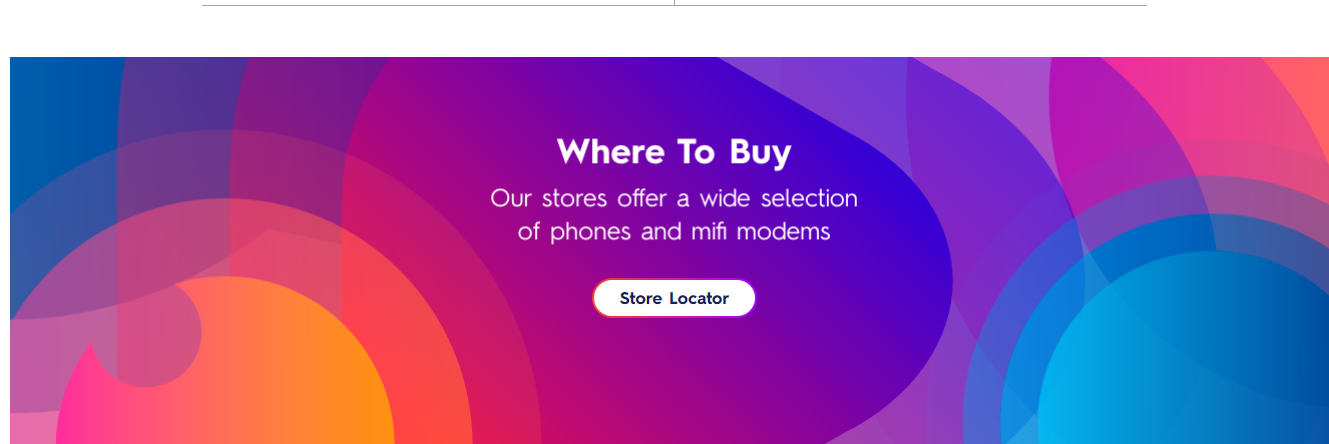 Where To Buy
Our stores offer a wide selection
of phones and mifi modems
Store Locator